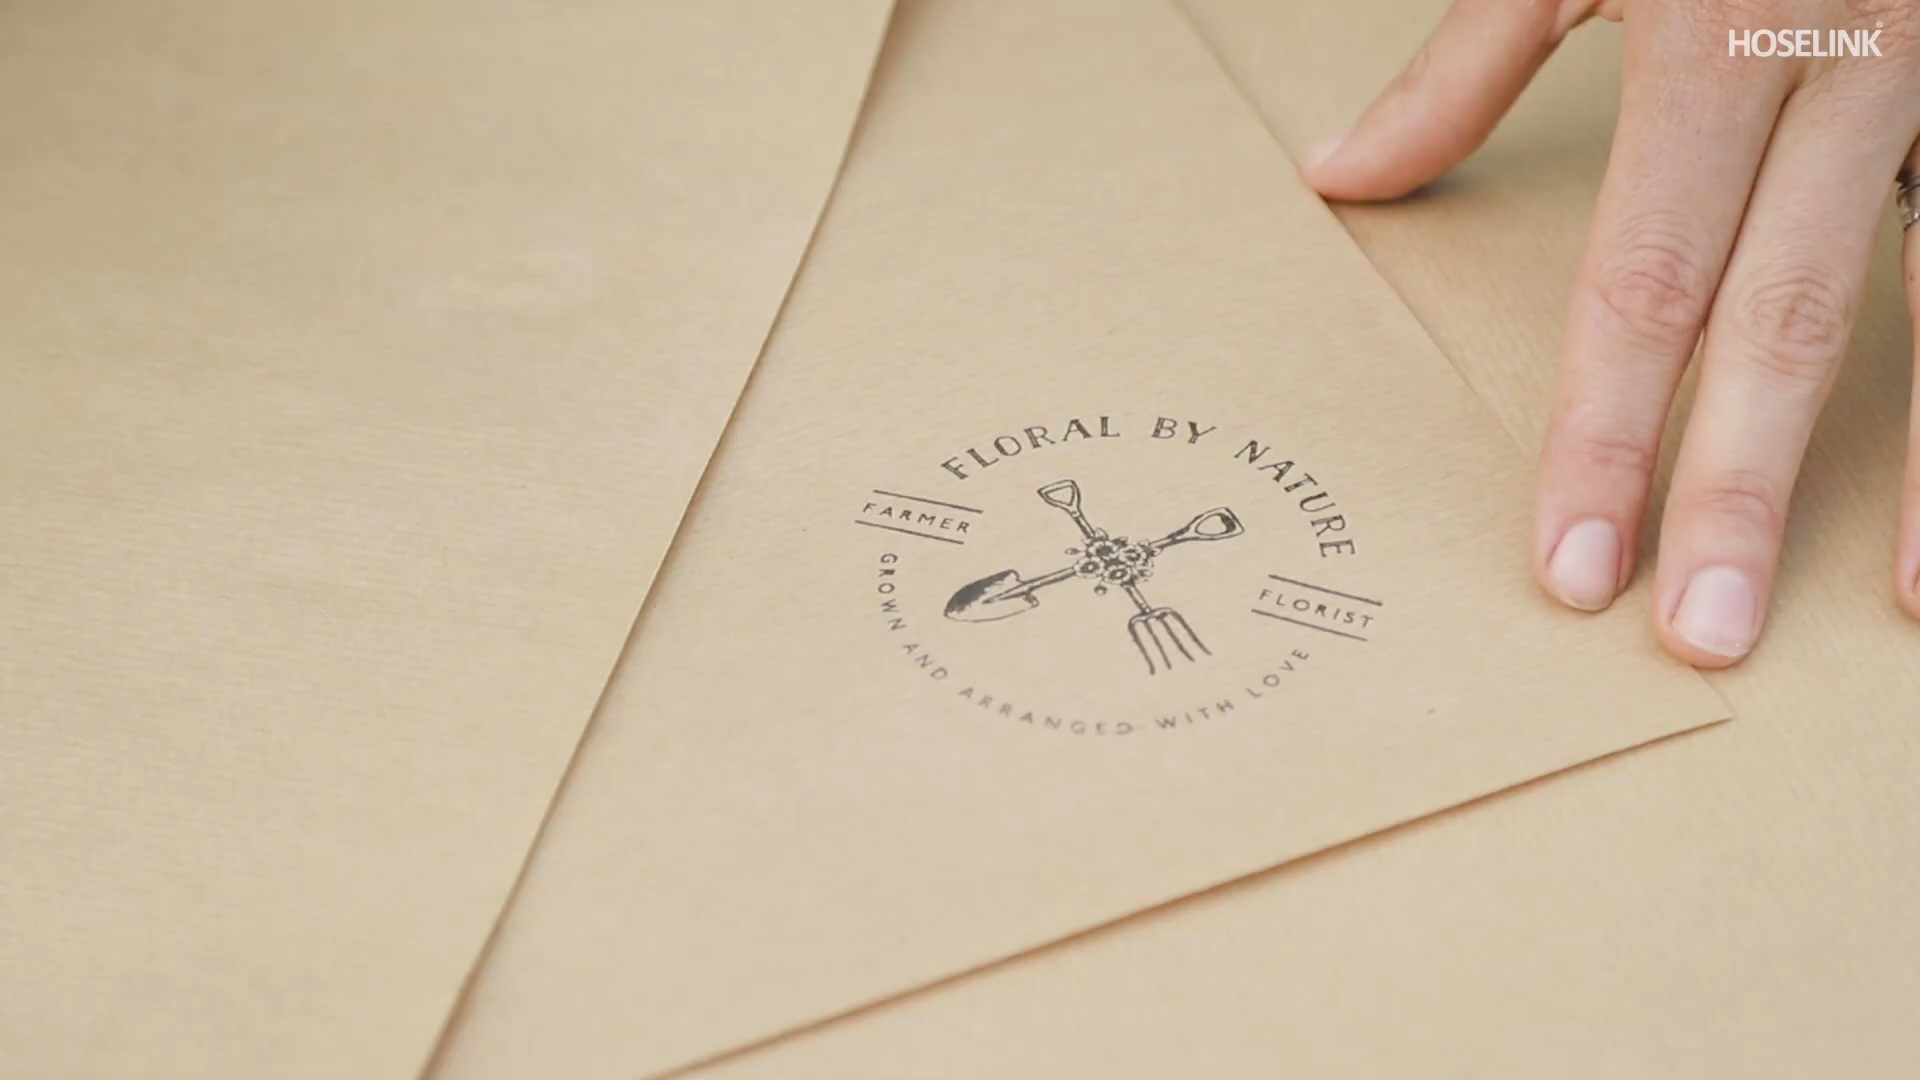 HOSELINK®
FLORAL BY NATURE
FARMER
FLORIST
GROWN AND ARRANGED WITH LOVE